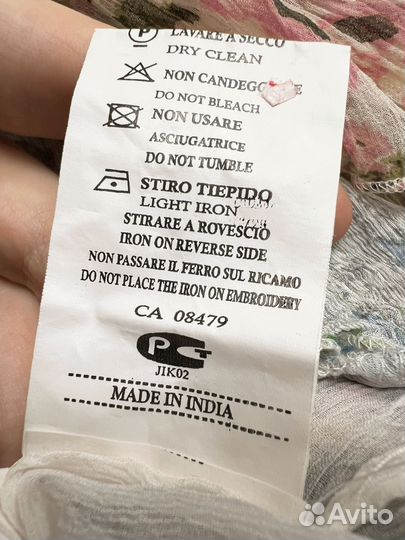 P
LAVARE A SECCO
DRY CLEAN
NON CANDEGG
DO NOT BLEACH
NON USARE
ASCIUGATRICE
DO NOT TUMBLE
STIRO TIEPIDO
LIGHT IRON
STIRARE A ROVESCIO
IRON ON REVERSE SIDE
NON PASSARE IL FERRO SUL RICAMO
DO NOT PLACE THE IRON ON EMBROIDERY
CA 08479
PCT
JIK02
MADE IN INDIA
Avito